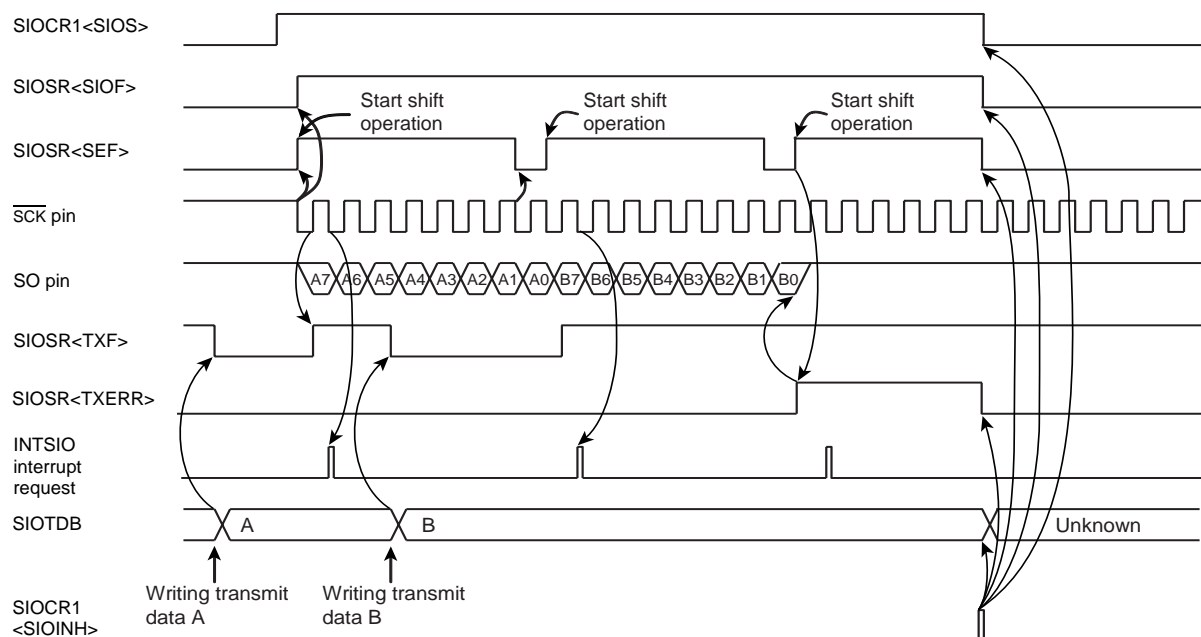 SIOCR1<SIOS>
SIOSR<SIOF>
Start shift
operation
Start shift
operation
Start shift
operation
SIOSR<SEF>
SCK pin
SO pin
A7 A6 A5 A4 A3 A2 A1 A0 B7 B6 B5 B4 B3 B2 B1 B0
SIOSR<TXF>
SIOSR<TXERR>
INTSIO
interrupt
request
SIOTDB
A
B
Unknown
Writing transmit
data A
Writing transmit
data B
SIOCR1
<SIOINH>